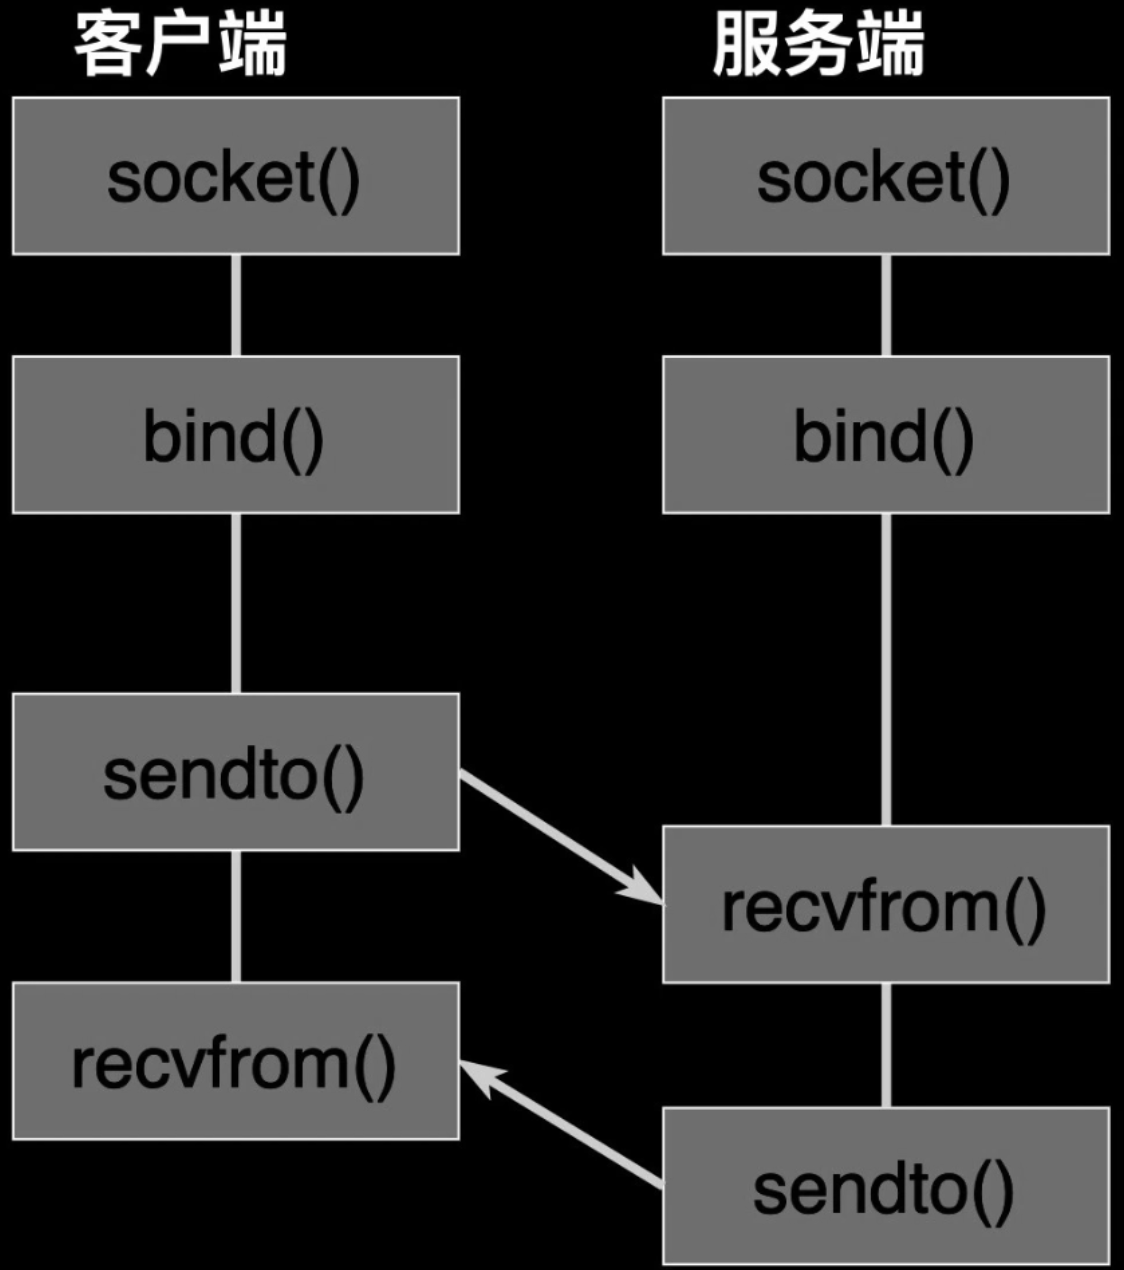 客户端
服务端
socket()
socket()
bind()
bind()
sendto()
recvfrom()
recvfrom()
sendto()